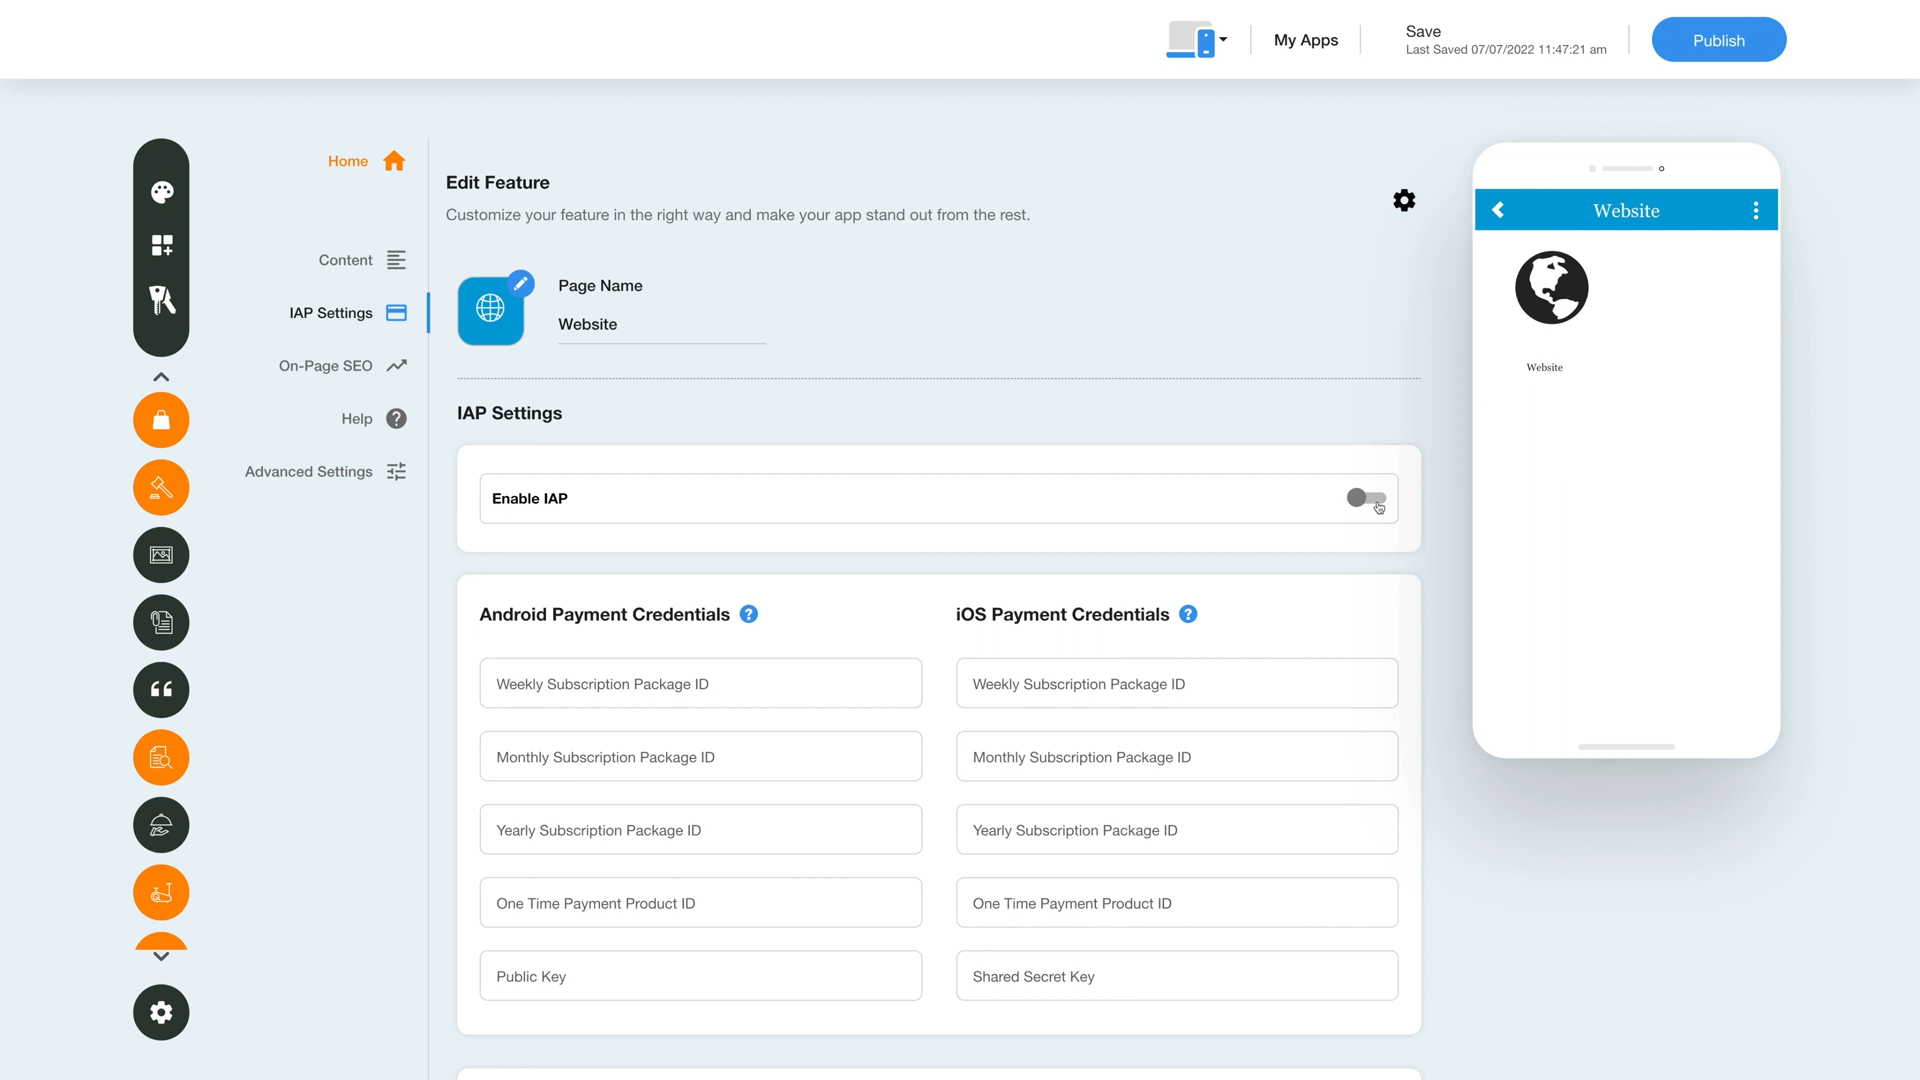 My Apps
Save
Last Saved 07/07/2022 11:47:21 am
Publish
Home
Content
IAP Settings
On-Page SEO
Help
Advanced Settings
Edit Feature
Customize your feature in the right way and make your app stand out from the rest.
Page Name
Website
IAP Settings
Enable IAP
Android Payment Credentials
Weekly Subscription Package ID
Monthly Subscription Package ID
Yearly Subscription Package ID
One Time Payment Product ID
Public Key
iOS Payment Credentials
Weekly Subscription Package ID
Monthly Subscription Package ID
Yearly Subscription Package ID
One Time Payment Product ID
Shared Secret Key
Website
Website